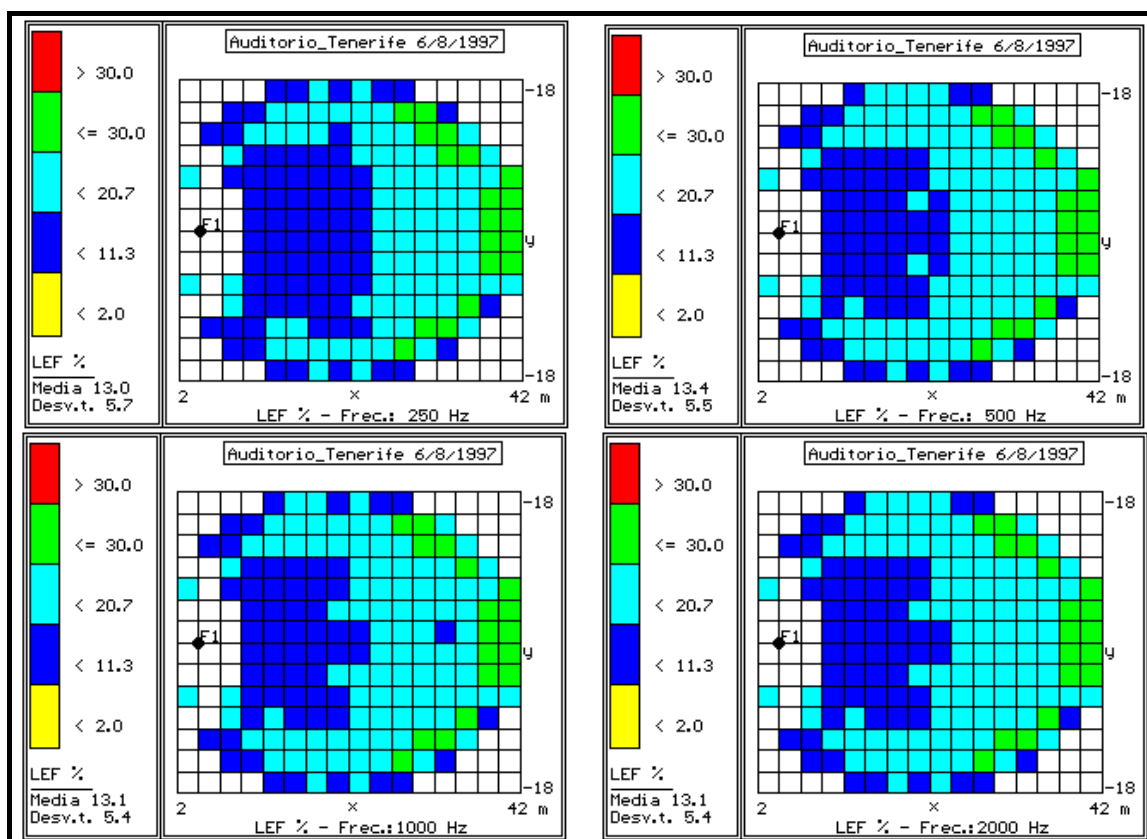 Auditorio_Tenerife 6/8/1997
> 30.0
<= 30.0
< 20.7
< 11.3
< 2.0
LEF %
Media 13.0
Desv.t. 5.7
F1
-18
y
-18
2 x 42 m
LEF % - Frec.: 250 Hz
Auditorio_Tenerife 6/8/1997
> 30.0
<= 30.0
< 20.7
< 11.3
< 2.0
LEF %
Media 13.4
Desv.t. 5.5
F1
-18
y
-18
2 x 42 m
LEF % - Frec.: 500 Hz
Auditorio_Tenerife 6/8/1997
> 30.0
<= 30.0
< 20.7
< 11.3
< 2.0
LEF %
Media 13.1
Desv.t. 5.4
F1
-18
y
-18
2 x 42 m
LEF % - Frec.:1000 Hz
Auditorio_Tenerife 6/8/1997
> 30.0
<= 30.0
< 20.7
< 11.3
< 2.0
LEF %
Media 13.1
Desv.t. 5.4
F1
-18
y
-18
2 x 42 m
LEF % - Frec.:2000 Hz